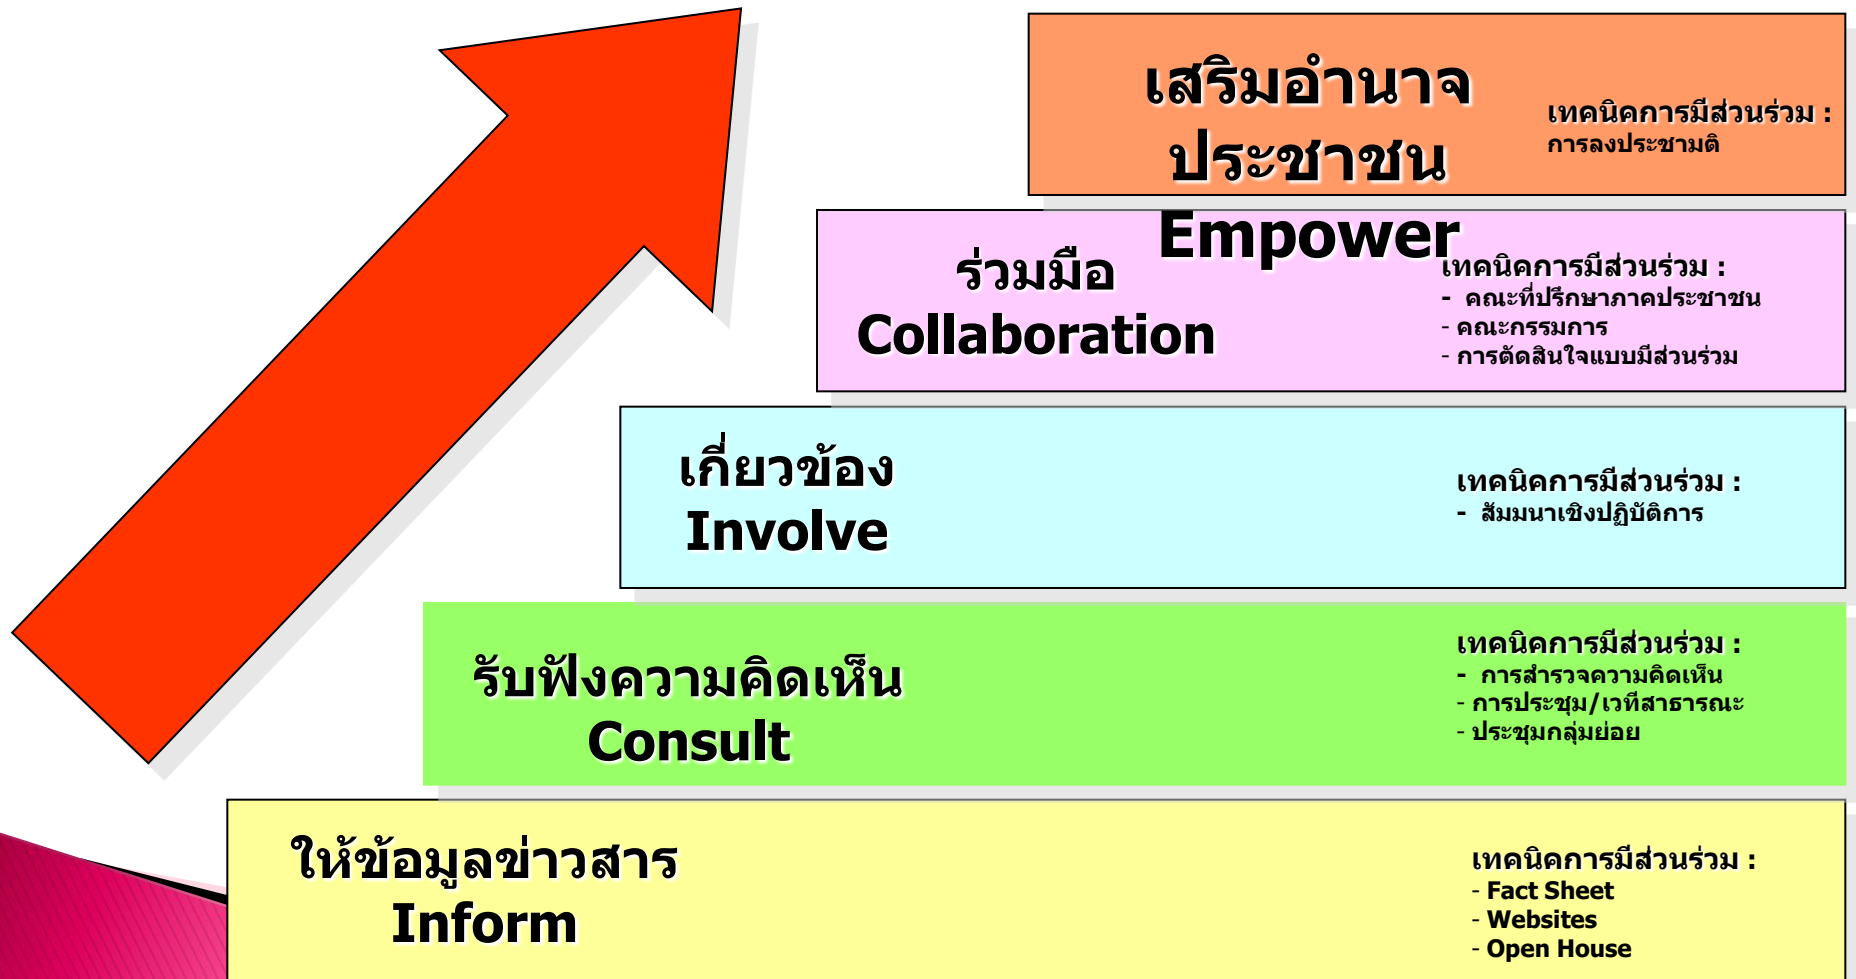 เสริมอำนาจ
ประชาชน
Empower
เทคนิคการมีส่วนร่วม :
การลงประชามติ
ร่วมมือ
Collaboration
เทคนิคการมีส่วนร่วม :
- คณะที่ปรึกษาภาคประชาชน
- คณะกรรมการ
- การตัดสินใจแบบมีส่วนร่วม
เกี่ยวข้อง
Involve
เทคนิคการมีส่วนร่วม :
- สัมมนาเชิงปฏิบัติการ
รับฟังความคิดเห็น
Consult
เทคนิคการมีส่วนร่วม :
- การสำรวจความคิดเห็น
- การประชุม/เวทีสาธารณะ
- ประชุมกลุ่มย่อย
ให้ข้อมูลข่าวสาร
Inform
เทคนิคการมีส่วนร่วม :
- Fact Sheet
- Websites
- Open House